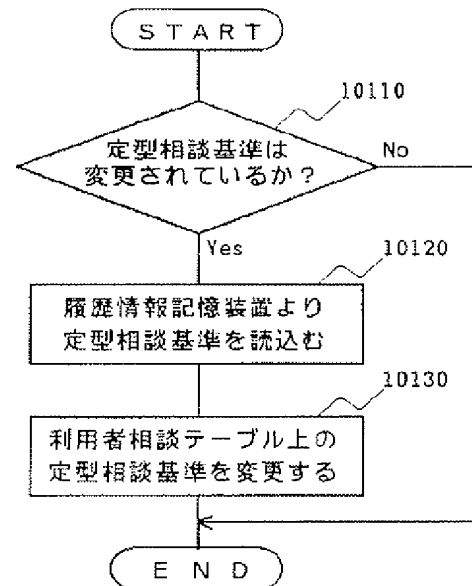 START
10110
定型相談基準は
変更されているか？
No
Yes
10120
履歴情報記憶装置より
定型相談基準を読込む
10130
利用者相談テーブル上の
定型相談基準を変更する
END